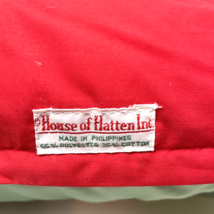 House of Hatten Inc.
MADE IN PHILIPPINES
65% POLYESTER 35% COTTON